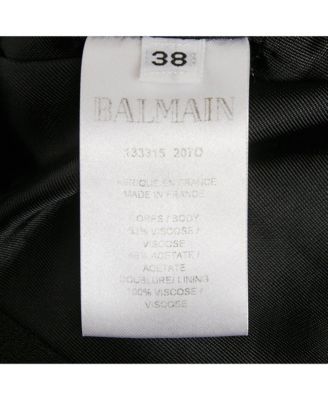 38
BALMAIN
133315 207O
FABRIQUE EN FRANCE
MADE IN FRANCE
CORPS / BODY
VISCOSE /
VISCOSE
ACETATE /
ACETATE
DOUBLURE/ LINING
100% VISCOSE /
VISCOSE